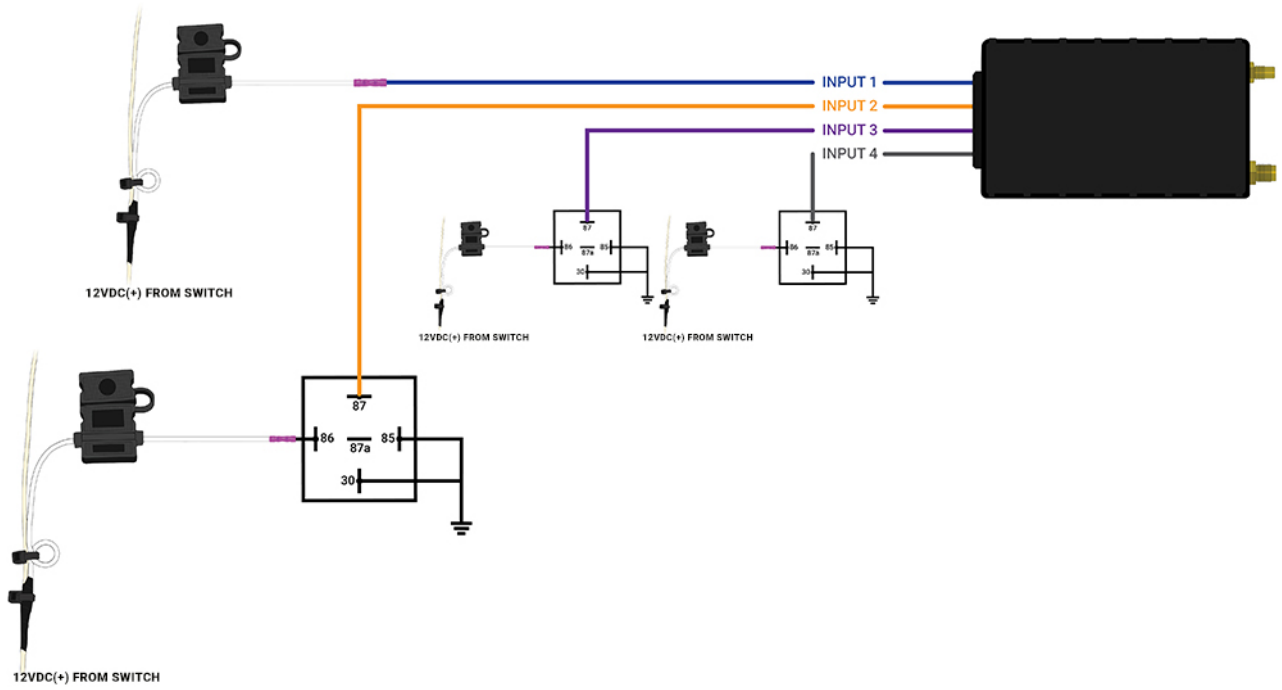 INPUT 1
INPUT 2
INPUT 3
INPUT 4
12VDC(+) FROM SWITCH
87
86
87a
85
30
12VDC(+) FROM SWITCH
87
86
87a
85
30
12VDC(+) FROM SWITCH
87
86
87a
85
30
12VDC(+) FROM SWITCH